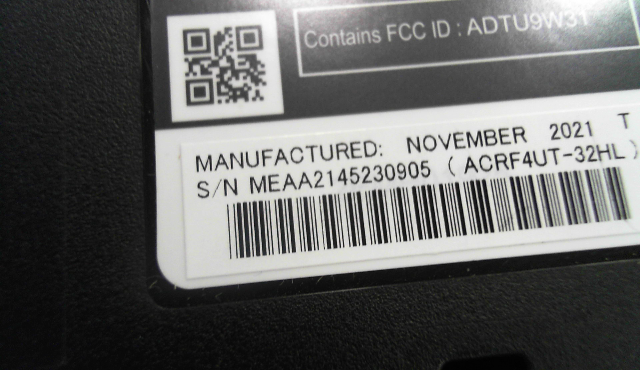 Contains FCC ID : ADTU9W31
MANUFACTURED: NOVEMBER 2021 T
S/N MEAA2145230905 ( ACRF4UT-32HL )